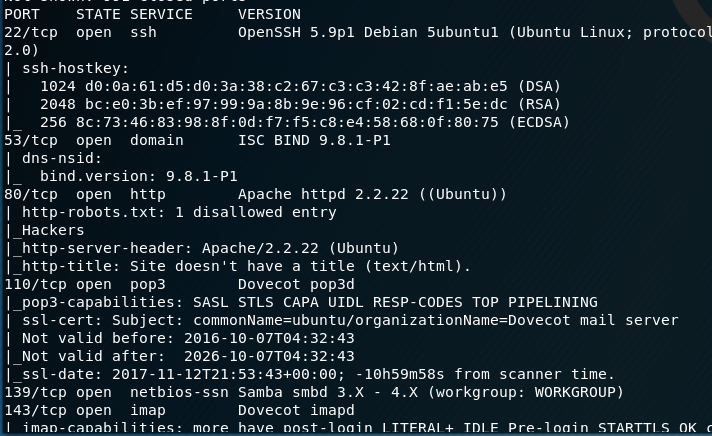 PORT    STATE SERVICE     VERSION
22/tcp  open  ssh         OpenSSH 5.9p1 Debian 5ubuntu1 (Ubuntu Linux; protocol
2.0)
| ssh-hostkey:
|   1024 d0:0a:61:d5:d0:3a:38:c2:67:c3:c3:42:8f:ae:ab:e5 (DSA)
|   2048 bc:e0:3b:ef:97:99:9a:8b:9e:96:cf:02:cd:f1:5e:dc (RSA)
|_  256 8c:73:46:83:98:8f:0d:f7:f5:c8:e4:58:68:0f:80:75 (ECDSA)
53/tcp  open  domain      ISC BIND 9.8.1-P1
| dns-nsid:
|_  bind.version: 9.8.1-P1
80/tcp  open  http        Apache httpd 2.2.22 ((Ubuntu))
| http-robots.txt: 1 disallowed entry
|_Hackers
|_http-server-header: Apache/2.2.22 (Ubuntu)
|_http-title: Site doesn't have a title (text/html).
110/tcp open  pop3        Dovecot pop3d
|_pop3-capabilities: SASL STLS CAPA UIDL RESP-CODES TOP PIPELINING
| ssl-cert: Subject: commonName=ubuntu/organizationName=Dovecot mail server
| Not valid before: 2016-10-07T04:32:43
|_Not valid after:  2026-10-07T04:32:43
|_ssl-date: 2017-11-12T21:53:43+00:00; -10h59m58s from scanner time.
139/tcp open  netbios-ssn Samba smbd 3.X - 4.X (workgroup: WORKGROUP)
143/tcp open  imap        Dovecot imapd
| imap-capabilities: more have post-login LITERAL+ IDLE Pre-login STARTTLS OK